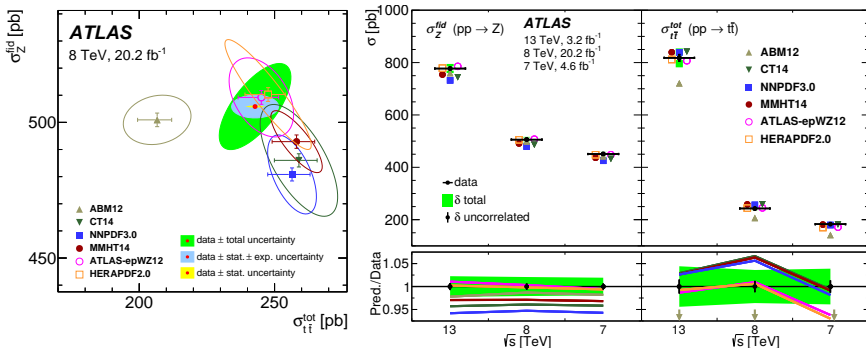 σ_Z^fid [pb]
ATLAS
8 TeV, 20.2 fb⁻¹
550
500
450
ABM12
CT14
NNPDF3.0
MMHT14
ATLAS-epWZ12
HERAPDF2.0
data ± total uncertainty
data ± stat. ± exp. uncertainty
data ± stat. uncertainty
200 250
σ_tt̄^tot [pb]
σ [pb]
1000
800
600
400
200
σ_Z^fid (pp → Z)
ATLAS
13 TeV, 3.2 fb⁻¹
8 TeV, 20.2 fb⁻¹
7 TeV, 4.6 fb⁻¹
data
δ total
δ uncorrelated
σ_tt̄^tot (pp → tt̄)
ABM12
CT14
NNPDF3.0
MMHT14
ATLAS-epWZ12
HERAPDF2.0
Pred./Data
1.05
1
0.95
13 8 7
√s [TeV]
13 8 7
√s [TeV]